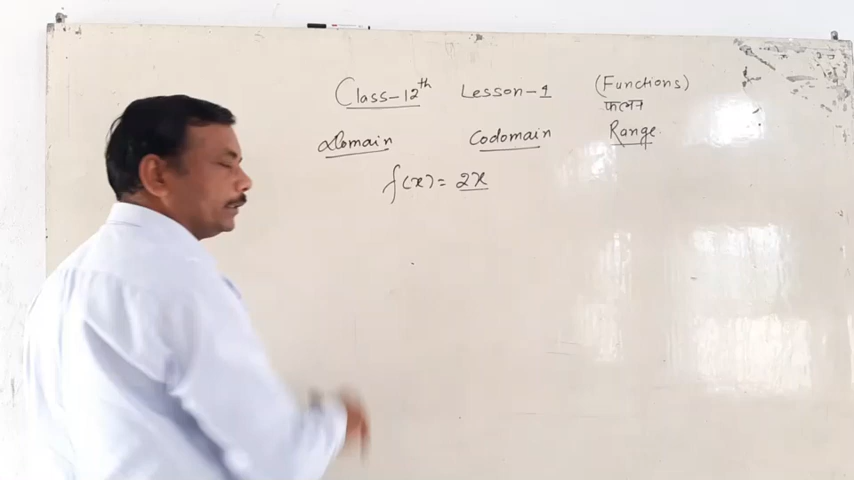 Class-12th Lesson-1 (Functions)
फलन
Domain Codomain Range
f(x) = 2x